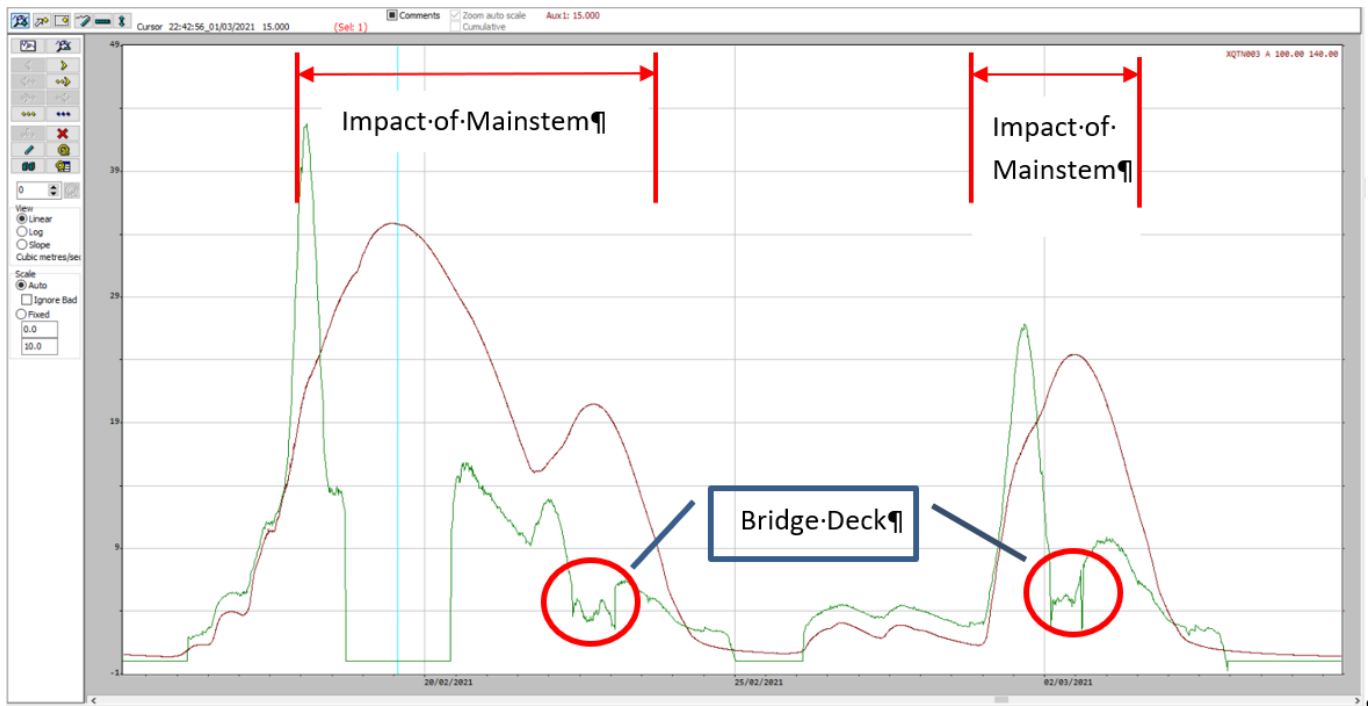 Comments
Zoom auto scale
Aux1: 15.000
Cursor 22:42:56_01/03/2021 15.000 (Sel: 1)
Cumulative
49
XQTN003 A 100.00 140.00
Impact·of·Mainstem¶
Impact·of·
Mainstem¶
39
0
View
Linear
Log
Slope
Cubic metres/sec
Scale
Auto
Ignore Bad
Fixed
0.0
10.0
29
19
Bridge·Deck¶
9
-1
20/02/2021
25/02/2021
02/03/2021